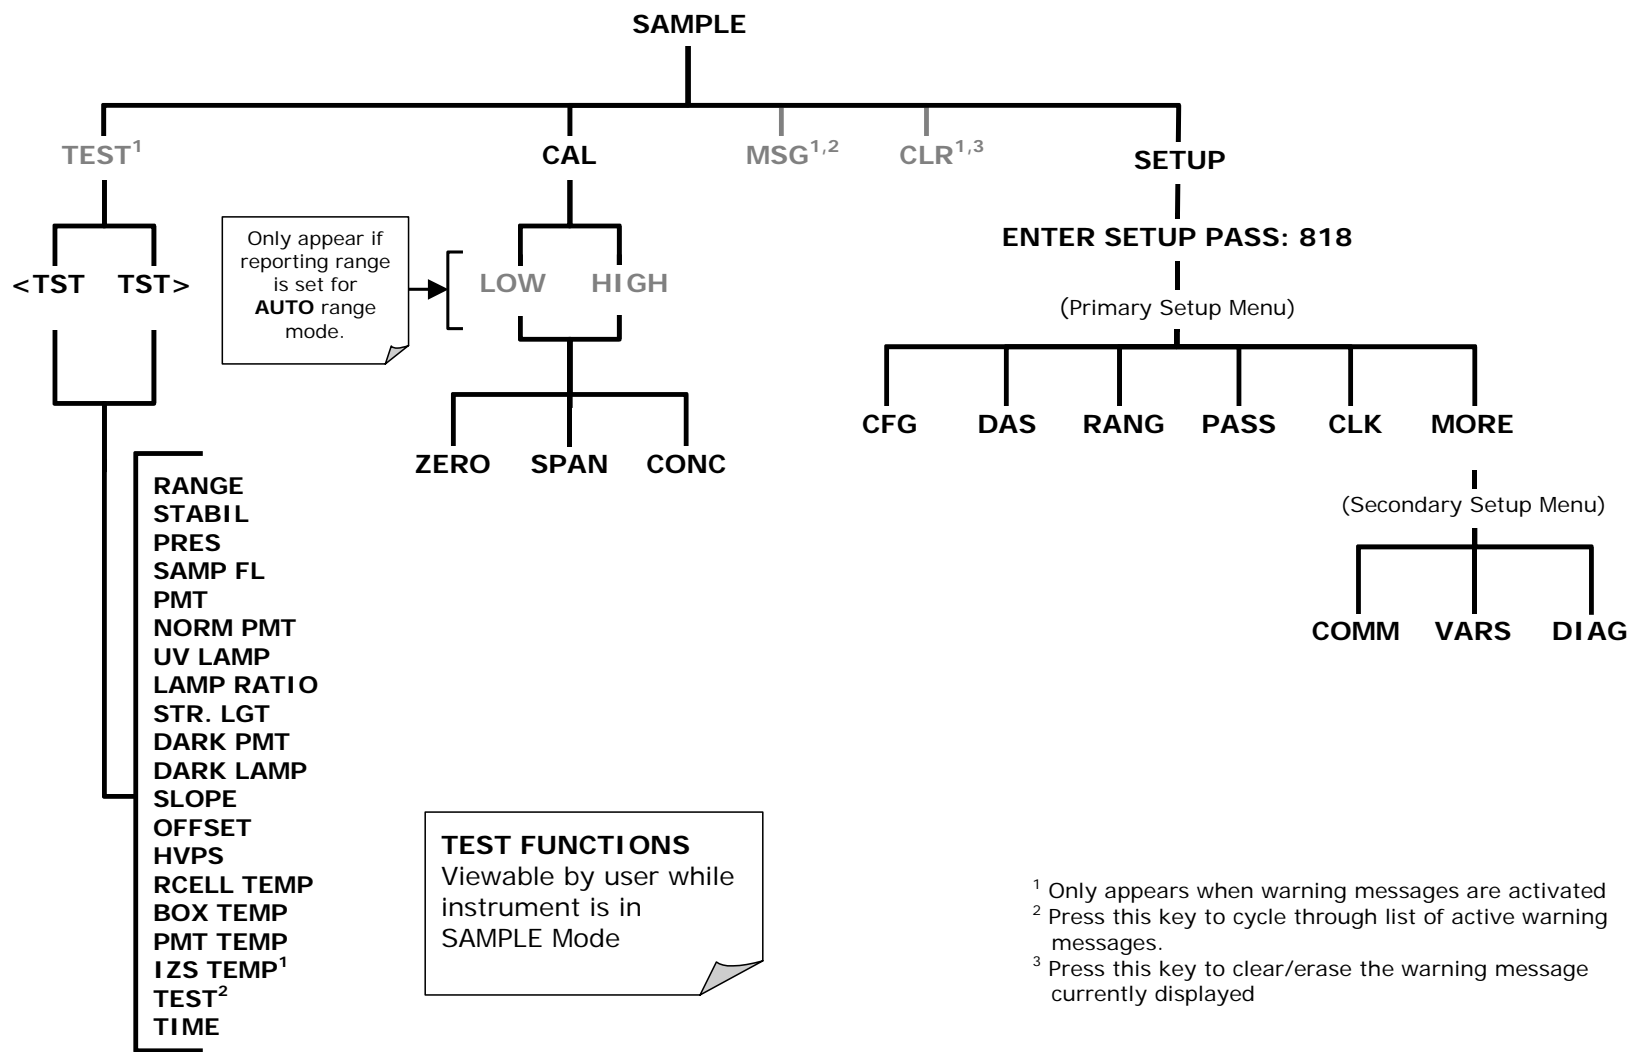 SAMPLE
TEST¹
CAL
MSG¹,²
CLR¹,³
SETUP
<TST TST>
Only appear if
reporting range
is set for
AUTO range
mode.
LOW HIGH
ENTER SETUP PASS: 818
(Primary Setup Menu)
ZERO SPAN CONC
CFG DAS RANG PASS CLK MORE
(Secondary Setup Menu)
COMM VARS DIAG
RANGE
STABIL
PRES
SAMP FL
PMT
NORM PMT
UV LAMP
LAMP RATIO
STR. LGT
DARK PMT
DARK LAMP
SLOPE
OFFSET
HVPS
RCELL TEMP
BOX TEMP
PMT TEMP
IZS TEMP¹
TEST²
TIME
TEST FUNCTIONS
Viewable by user while
instrument is in
SAMPLE Mode
¹ Only appears when warning messages are activated
² Press this key to cycle through list of active warning
messages.
³ Press this key to clear/erase the warning message
currently displayed